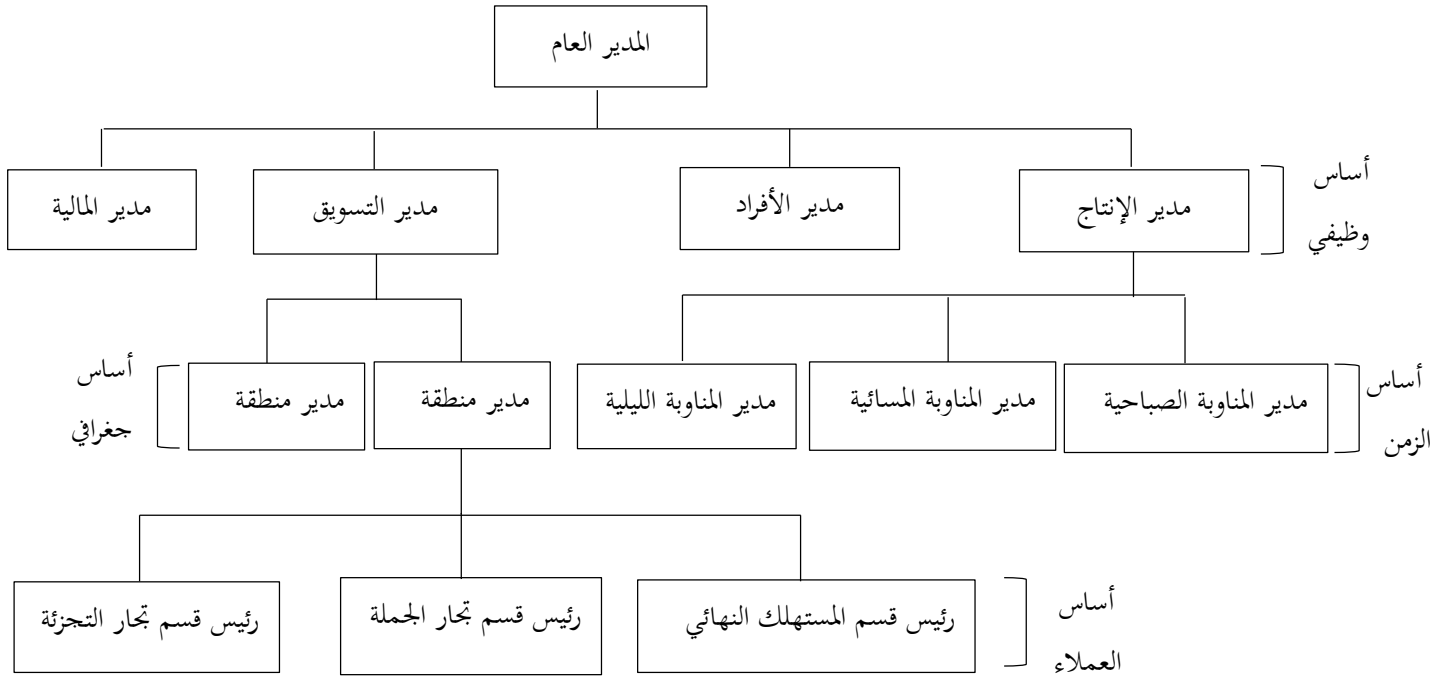 المدير العام
أساس
وظيفي
مدير الإنتاج
مدير الأفراد
مدير التسويق
مدير المالية
أساس
الزمن
مدير المناوبة الصباحية
مدير المناوبة المسائية
مدير المناوبة الليلية
مدير منطقة
مدير منطقة
أساس
جغرافي
أساس
العملاء
رئيس قسم المستهلك النهائي
رئيس قسم تجار الجملة
رئيس قسم تجار التجزئة